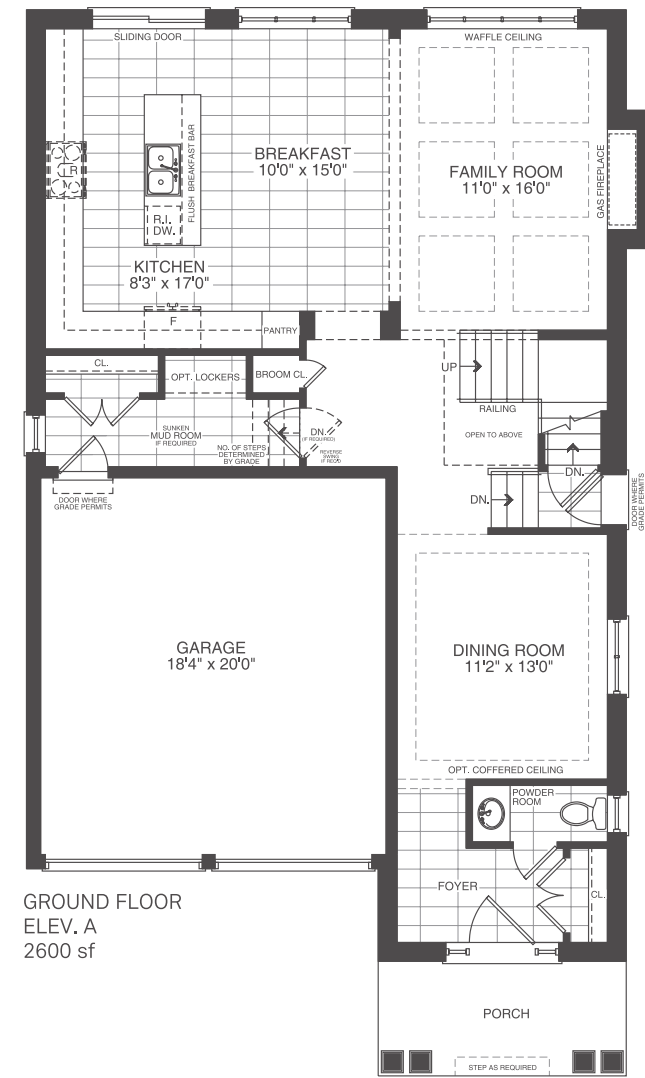 SLIDING DOOR
WAFFLE CEILING
BREAKFAST
10'0" x 15'0"
FAMILY ROOM
11'0" x 16'0"
GAS FIREPLACE
FLUSH BREAKFAST BAR
R.I.
DW.
KITCHEN
8'3" x 17'0"
F
PANTRY
CL.
OPT. LOCKERS
BROOM CL.
UP
RAILING
OPEN TO ABOVE
SUNKEN
MUD ROOM
IF REQUIRED
NO. OF STEPS
DETERMINED
BY GRADE
DN.
(IF REQUIRED)
REVERSE
SWING
IF REQ'D
DN.
DN.
DOOR WHERE
GRADE PERMITS
DOOR WHERE
GRADE PERMITS
GARAGE
18'4" x 20'0"
DINING ROOM
11'2" x 13'0"
OPT. COFFERED CEILING
POWDER
ROOM
FOYER
CL.
GROUND FLOOR
ELEV. A
2600 sf
PORCH
STEP AS REQUIRED